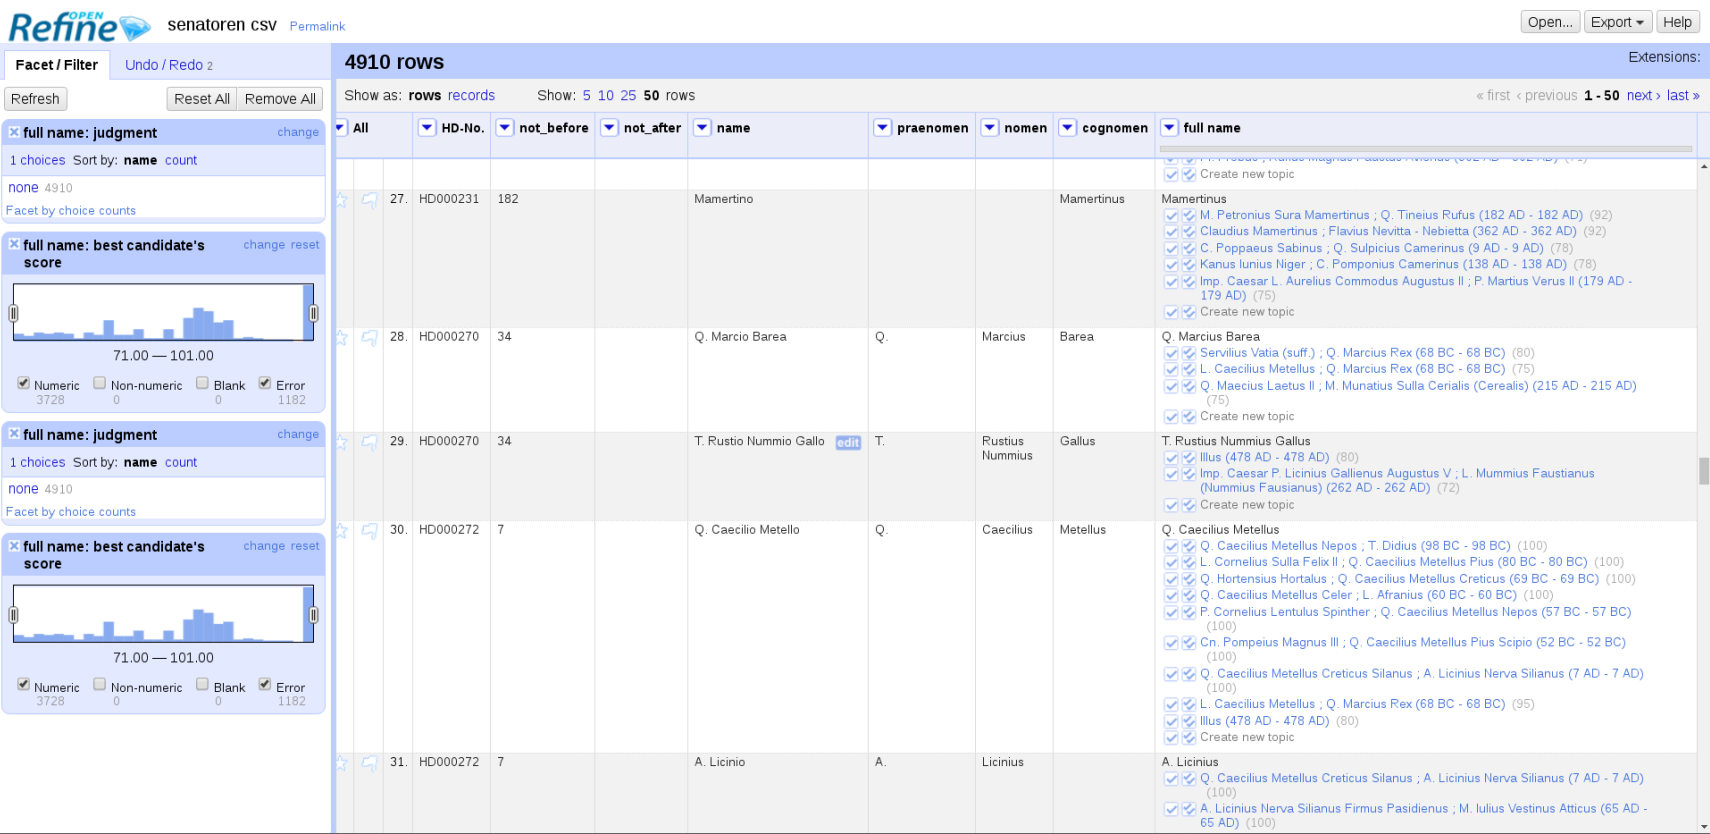 OPEN
Refine
senatoren csv Permalink
Open... Export Help
Facet / Filter Undo / Redo 2
4910 rows
Extensions:
Refresh Reset All Remove All
Show as: rows records Show: 5 10 25 50 rows
« first ‹ previous 1 - 50 next › last »
full name: judgment change
1 choices Sort by: name count
none 4910
Facet by choice counts
full name: best candidate's score change reset
71.00 — 101.00
Numeric Non-numeric Blank Error
3728 0 0 1182
full name: judgment change
1 choices Sort by: name count
none 4910
Facet by choice counts
full name: best candidate's score change reset
71.00 — 101.00
Numeric Non-numeric Blank Error
3728 0 0 1182
All HD-No. not_before not_after name praenomen nomen cognomen full name
Create new topic
27. HD000231 182 Mamertino Mamertinus Mamertinus
M. Petronius Sura Mamertinus ; Q. Tineius Rufus (182 AD - 182 AD) (92)
Claudius Mamertinus ; Flavius Nevitta - Nebietta (362 AD - 362 AD) (92)
C. Poppaeus Sabinus ; Q. Sulpicius Camerinus (9 AD - 9 AD) (78)
Kanus Iunius Niger ; C. Pomponius Camerinus (138 AD - 138 AD) (78)
Imp. Caesar L. Aurelius Commodus Augustus II ; P. Martius Verus II (179 AD -
179 AD) (75)
Create new topic
28. HD000270 34 Q. Marcio Barea Q. Marcius Barea Q. Marcius Barea
Servilius Vatia (suff.) ; Q. Marcius Rex (68 BC - 68 BC) (80)
L. Caecilius Metellus ; Q. Marcius Rex (68 BC - 68 BC) (75)
Q. Maecius Laetus II ; M. Munatius Sulla Cerialis (Cerealis) (215 AD - 215 AD)
(75)
Create new topic
29. HD000270 34 T. Rustio Nummio Gallo edit T. Rustius Nummius Gallus T. Rustius Nummius Gallus
Illus (478 AD - 478 AD) (80)
Imp. Caesar P. Licinius Gallienus Augustus V ; L. Mummius Faustianus
(Nummius Fausianus) (262 AD - 262 AD) (72)
Create new topic
30. HD000272 7 Q. Caecilio Metello Q. Caecilius Metellus Q. Caecilius Metellus
Q. Caecilius Metellus Nepos ; T. Didius (98 BC - 98 BC) (100)
L. Cornelius Sulla Felix II ; Q. Caecilius Metellus Pius (80 BC - 80 BC) (100)
Q. Hortensius Hortalus ; Q. Caecilius Metellus Creticus (69 BC - 69 BC) (100)
Q. Caecilius Metellus Celer ; L. Afranius (60 BC - 60 BC) (100)
P. Cornelius Lentulus Spinther ; Q. Caecilius Metellus Nepos (57 BC - 57 BC)
(100)
Cn. Pompeius Magnus III ; Q. Caecilius Metellus Pius Scipio (52 BC - 52 BC)
(100)
Q. Caecilius Metellus Creticus Silanus ; A. Licinius Nerva Silianus (7 AD - 7 AD)
(100)
L. Caecilius Metellus ; Q. Marcius Rex (68 BC - 68 BC) (95)
Illus (478 AD - 478 AD) (80)
Create new topic
31. HD000272 7 A. Licinio A. Licinius A. Licinius
Q. Caecilius Metellus Creticus Silanus ; A. Licinius Nerva Silianus (7 AD - 7 AD)
(100)
A. Licinius Nerva Silianus Firmus Pasidienus ; M. Iulius Vestinus Atticus (65 AD -
65 AD) (100)